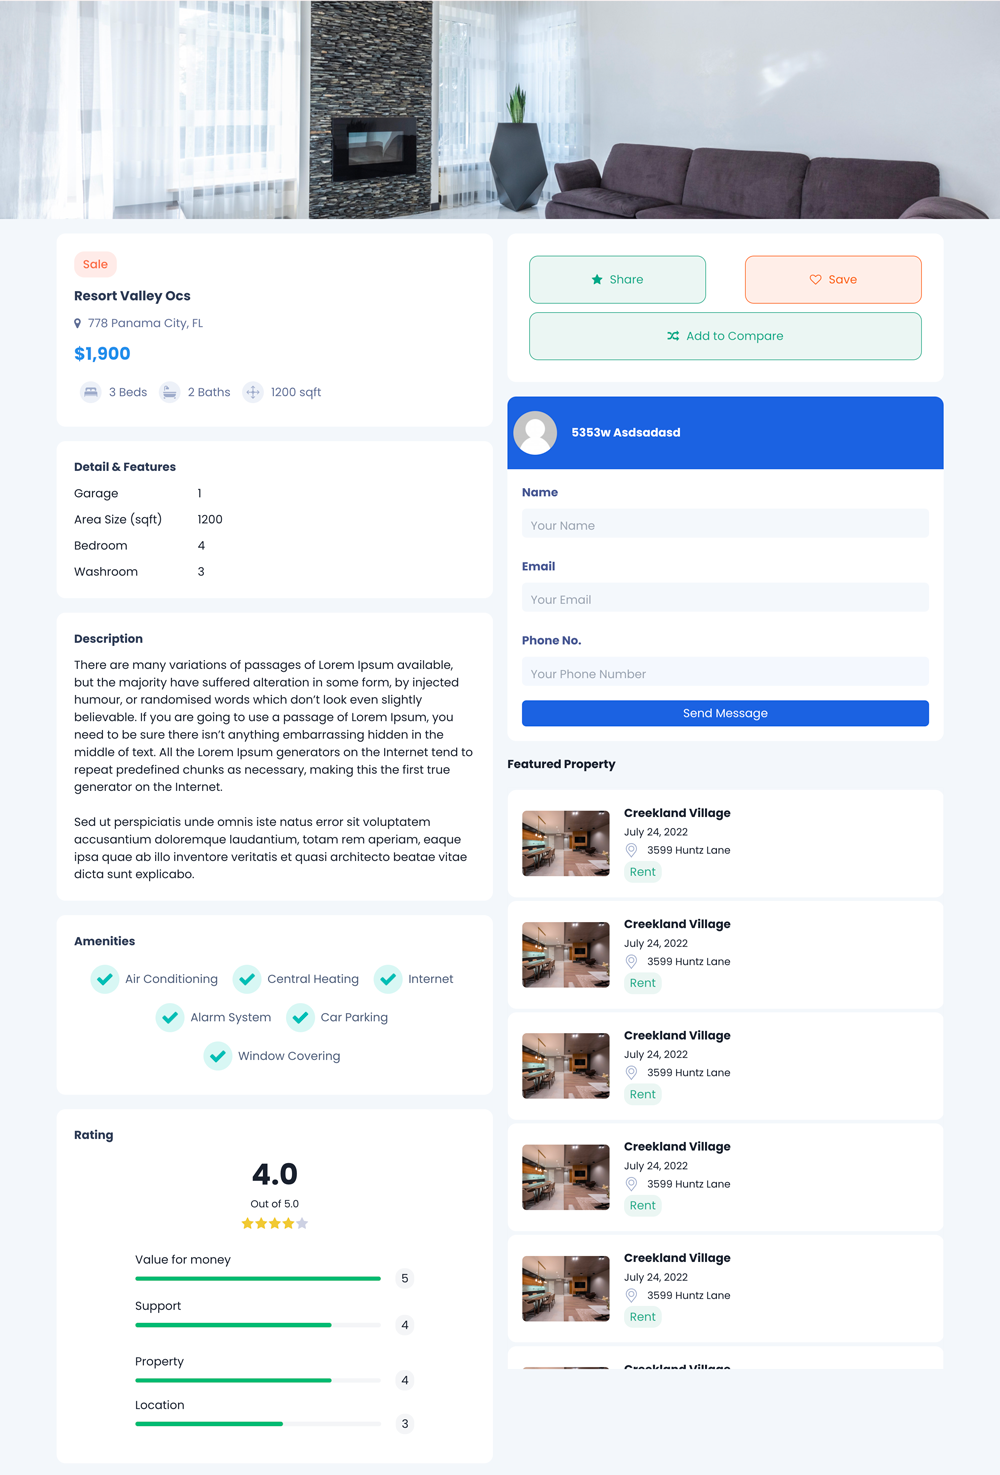 Sale
Resort Valley Ocs
778 Panama City, FL
$1,900
3 Beds 2 Baths 1200 sqft
Detail & Features
Garage 1
Area Size (sqft) 1200
Bedroom 4
Washroom 3
Description
There are many variations of passages of Lorem Ipsum available,
but the majority have suffered alteration in some form, by injected
humour, or randomised words which don't look even slightly
believable. If you are going to use a passage of Lorem Ipsum, you
need to be sure there isn't anything embarrassing hidden in the
middle of text. All the Lorem Ipsum generators on the Internet tend to
repeat predefined chunks as necessary, making this the first true
generator on the Internet.
Sed ut perspiciatis unde omnis iste natus error sit voluptatem
accusantium doloremque laudantium, totam rem aperiam, eaque
ipsa quae ab illo inventore veritatis et quasi architecto beatae vitae
dicta sunt explicabo.
Amenities
Air Conditioning Central Heating Internet
Alarm System Car Parking
Window Covering
Rating
4.0
Out of 5.0
Value for money
5
Support
4
Property
4
Location
3
Share Save
Add to Compare
5353w Asdsadasd
Name
Your Name
Email
Your Email
Phone No.
Your Phone Number
Send Message
Featured Property
Creekland Village
July 24, 2022
3599 Huntz Lane
Rent
Creekland Village
July 24, 2022
3599 Huntz Lane
Rent
Creekland Village
July 24, 2022
3599 Huntz Lane
Rent
Creekland Village
July 24, 2022
3599 Huntz Lane
Rent
Creekland Village
July 24, 2022
3599 Huntz Lane
Rent
Creekland Village